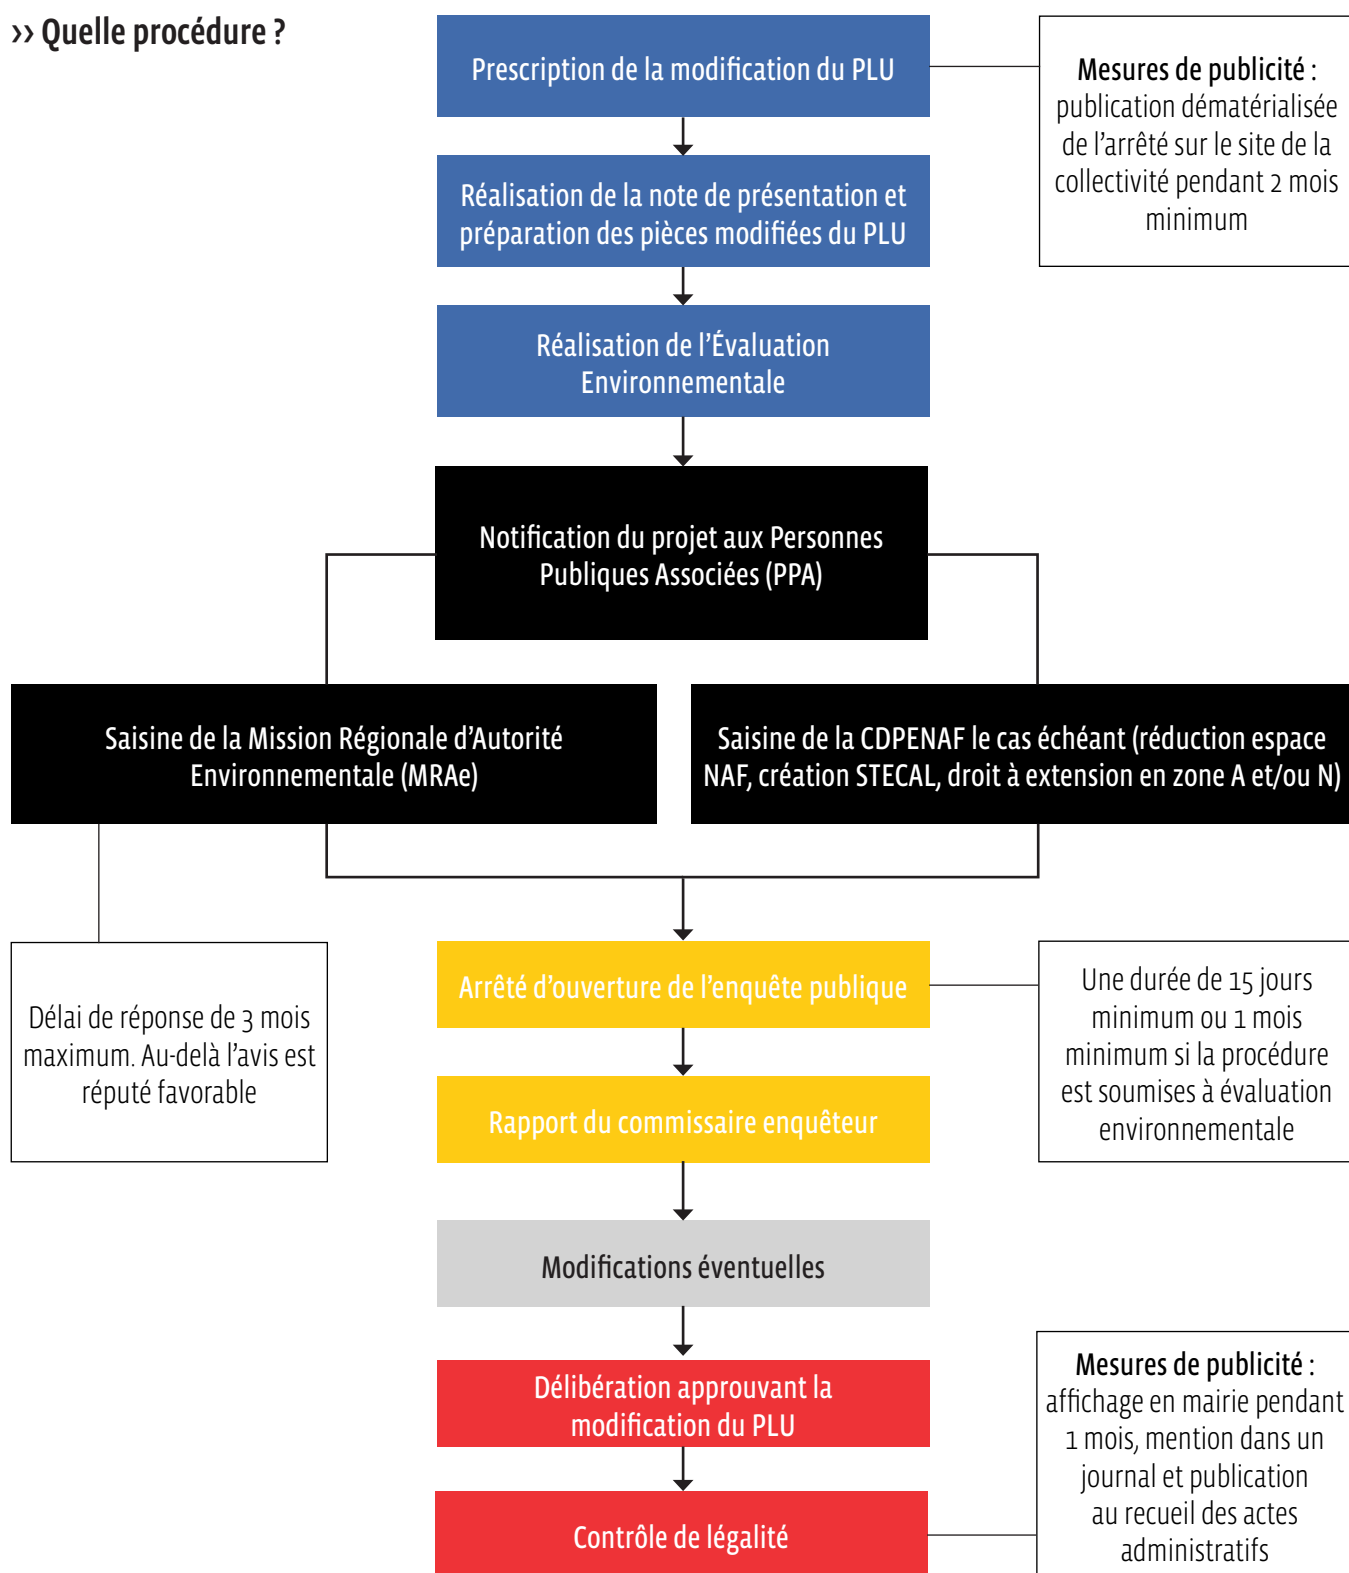 ›› Quelle procédure ?
Prescription de la modification du PLU
Mesures de publicité :
publication dématérialisée
de l’arrêté sur le site de la
collectivité pendant 2 mois
minimum
Réalisation de la note de présentation et
préparation des pièces modifiées du PLU
Réalisation de l’Évaluation
Environnementale
Notification du projet aux Personnes
Publiques Associées (PPA)
Saisine de la Mission Régionale d’Autorité
Environnementale (MRAe)
Saisine de la CDPENAF le cas échéant (réduction espace
NAF, création STECAL, droit à extension en zone A et/ou N)
Délai de réponse de 3 mois
maximum. Au-delà l’avis est
réputé favorable
Arrêté d’ouverture de l’enquête publique
Une durée de 15 jours
minimum ou 1 mois
minimum si la procédure
est soumises à évaluation
environnementale
Rapport du commissaire enquêteur
Modifications éventuelles
Délibération approuvant la
modification du PLU
Mesures de publicité :
affichage en mairie pendant
1 mois, mention dans un
journal et publication
au recueil des actes
administratifs
Contrôle de légalité